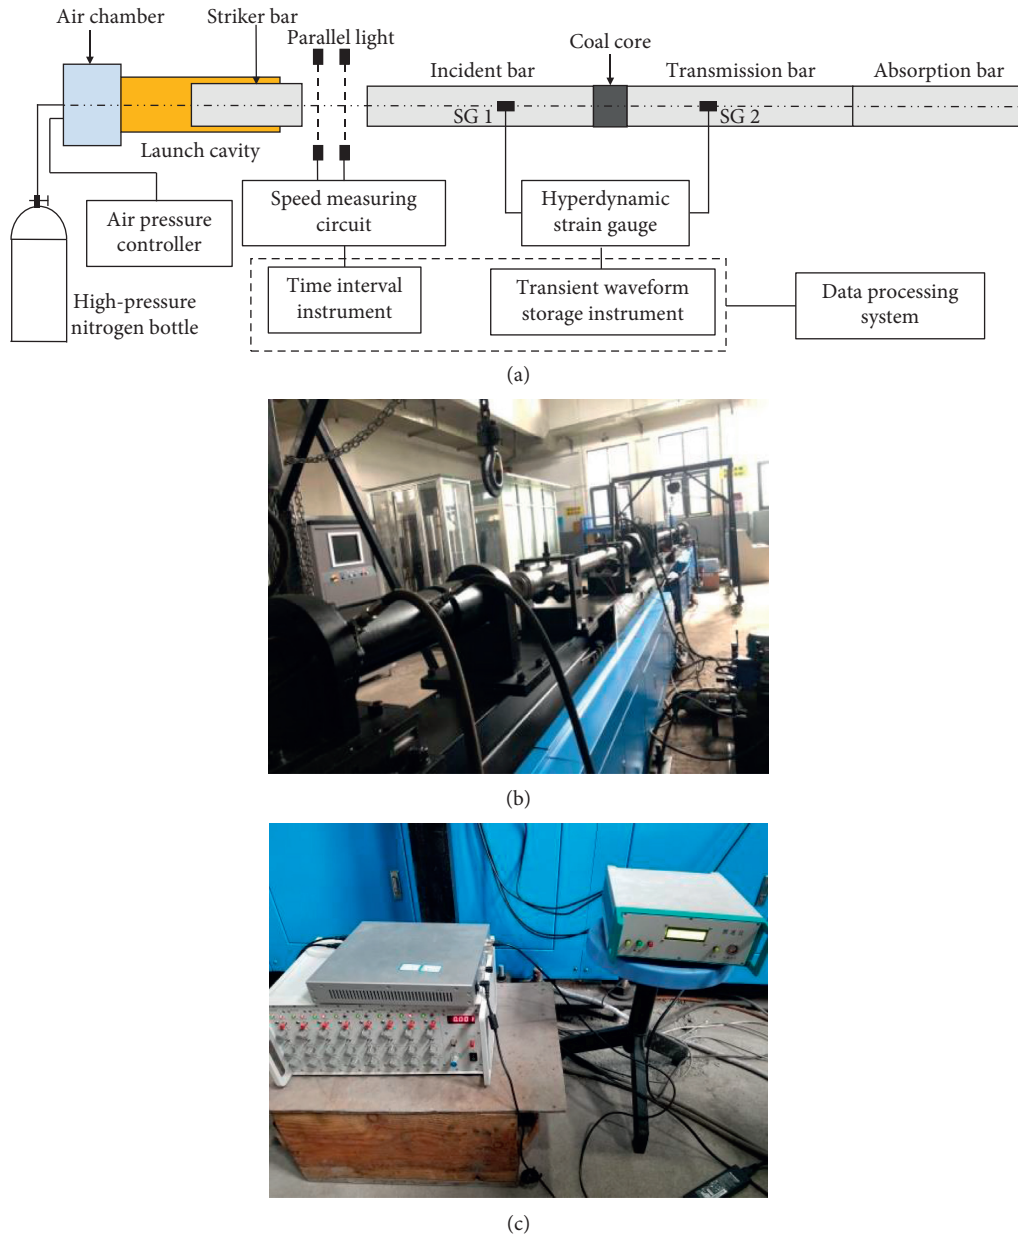 Air chamber
Striker bar
Parallel light
Coal core
Incident bar
Transmission bar
Absorption bar
SG 1
SG 2
Launch cavity
Air pressure
controller
Speed measuring
circuit
Hyperdynamic
strain gauge
High-pressure
nitrogen bottle
Time interval
instrument
Transient waveform
storage instrument
Data processing
system
(a)
(b)
0.001
(c)